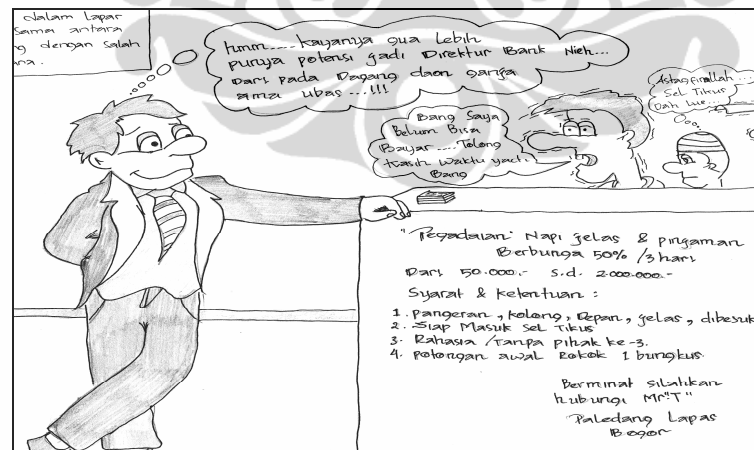 dalam lapar
sama antara
g dengan salah
ana.
hmm.... kayanya gua lebih
punya potensi jadi Direktur Bank Nieh...
Dari pada Dagang daon ganja
ama ubas ...!!!
Astagfirallah...
Sel Tikus
Dah Lue...
Bang Saya
Belum Bisa
Bayar .... Tolong
Kasih waktu yach..
Bang
"Pegadaian: Napi jelas & pinjaman
Berbunga 50% /3 hari
Dari 50.000.- s.d. 2.000.000.-
Syarat & ketentuan :
1. pangeran, kolong, Depan, jelas, dibesuk
2. Siap Masuk Sel Tikus
3. Rahasia /Tanpa pihak ke-3.
4. potongan awal Rokok 1 bungkus.
Berminat silahkan
hubungi Mr"T"
"Paledang Lapas
Bogor